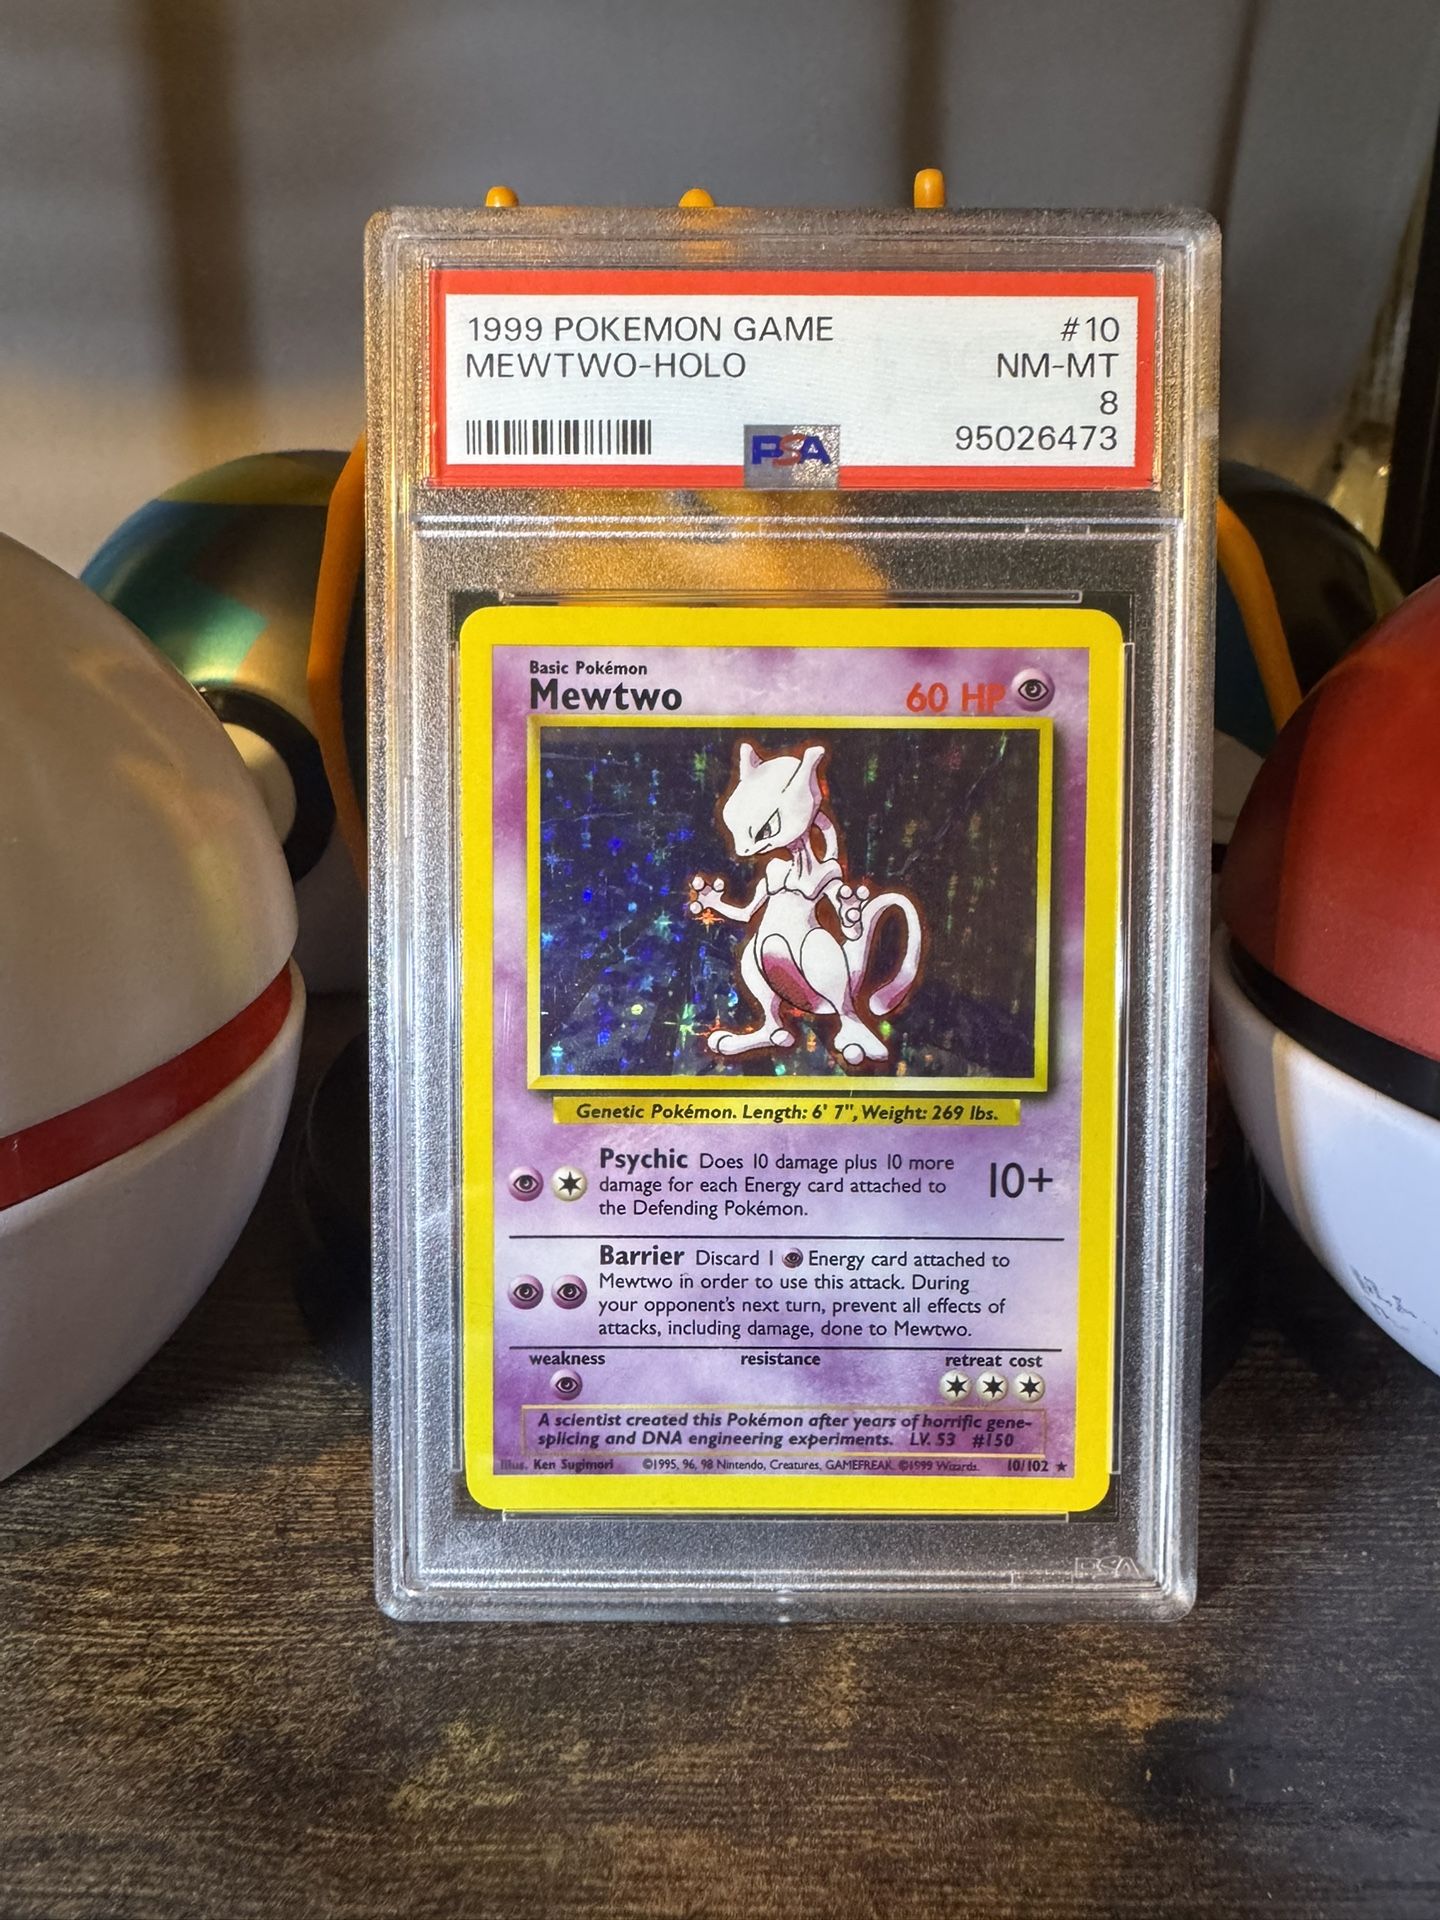 1999 POKEMON GAME #10
MEWTWO-HOLO NM-MT
8
PSA 95026473
Basic Pokémon
Mewtwo 60 HP
Genetic Pokémon. Length: 6' 7", Weight: 269 lbs.
Psychic Does 10 damage plus 10 more
damage for each Energy card attached to
the Defending Pokémon.
10+
Barrier Discard 1 Energy card attached to
Mewtwo in order to use this attack. During
your opponent's next turn, prevent all effects of
attacks, including damage, done to Mewtwo.
weakness resistance retreat cost
A scientist created this Pokémon after years of horrific gene-
splicing and DNA engineering experiments. LV. 53 #150
Illus. Ken Sugimori ©1995, 96, 98 Nintendo, Creatures, GAMEFREAK. ©1999 Wizards. 10/102
PSA